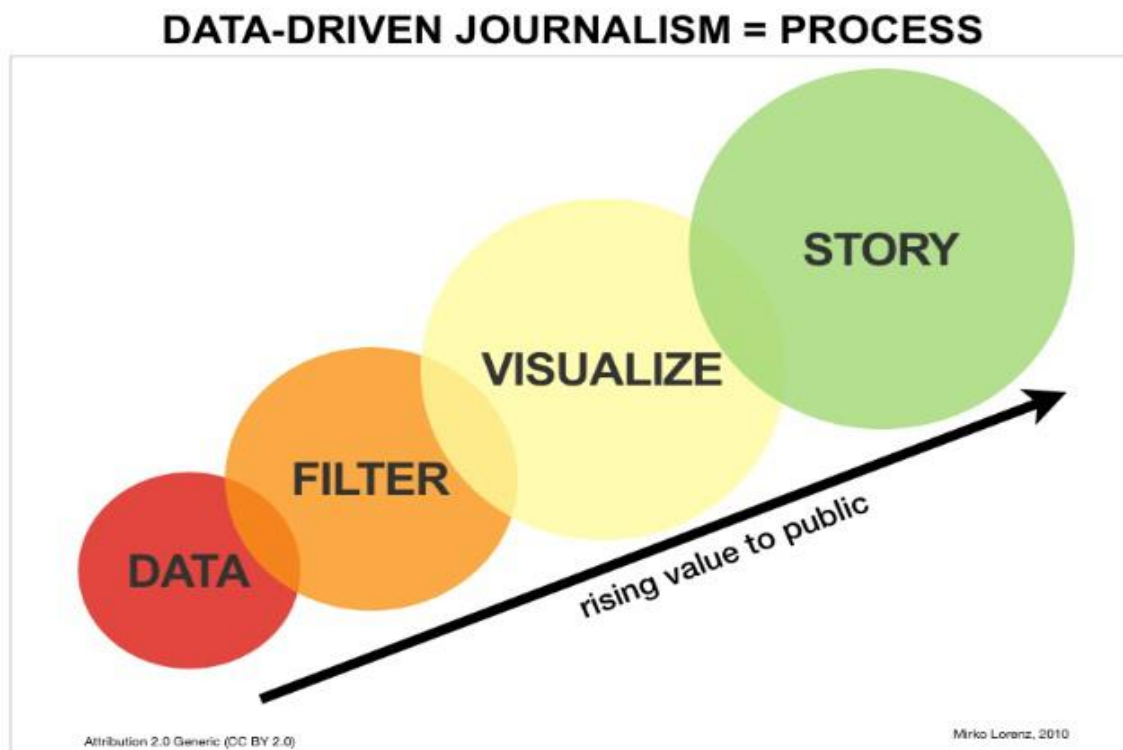 DATA-DRIVEN JOURNALISM = PROCESS
STORY
VISUALIZE
FILTER
DATA
rising value to public
Attribution 2.0 Generic (CC BY 2.0)
Mirko Lorenz, 2010